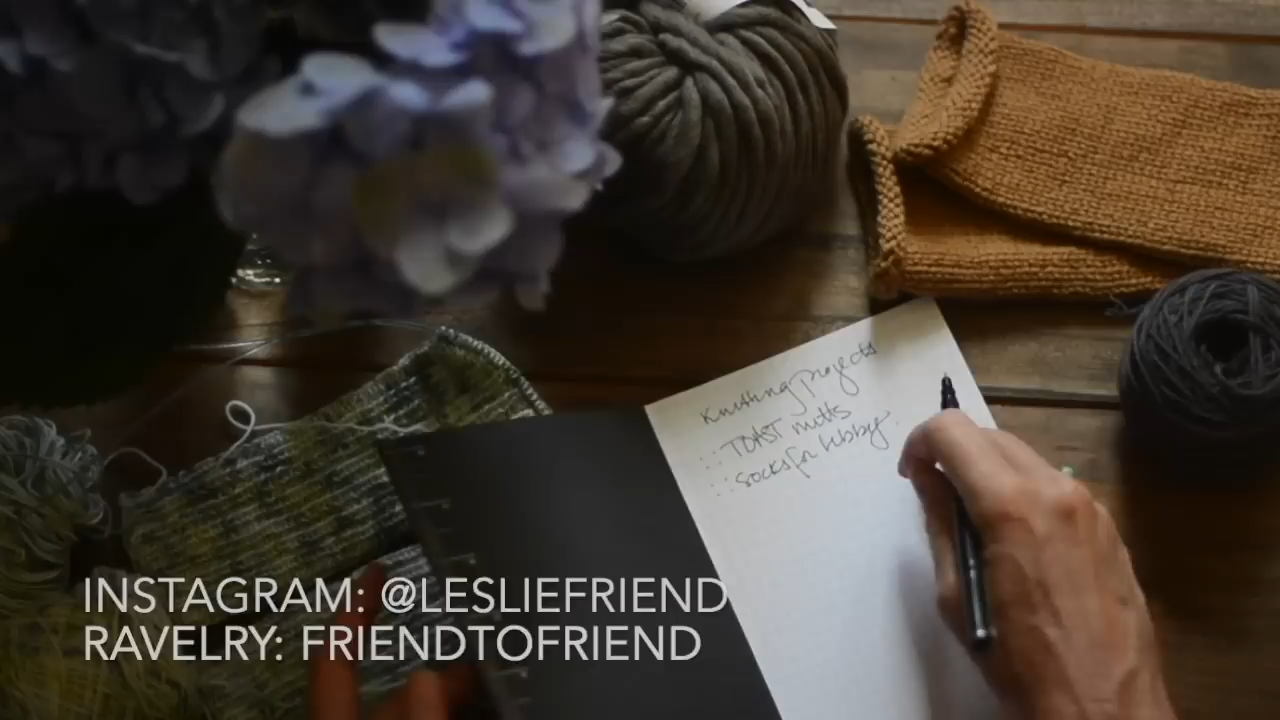 Knitting Projects
:: TOAST mitts
:: socks for hubby.
INSTAGRAM: @LESLIEFRIEND
RAVELRY: FRIENDTOFRIEND